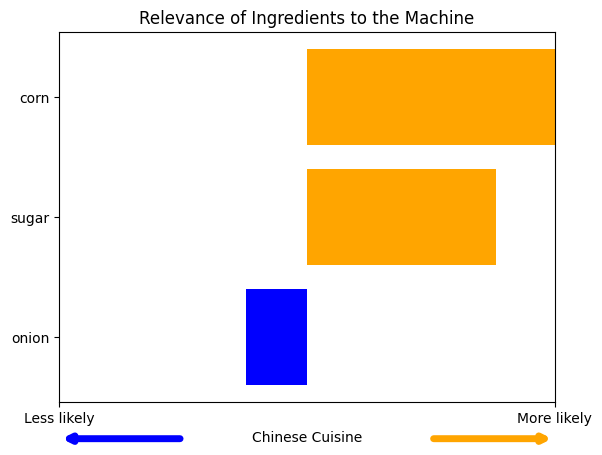 Relevance of Ingredients to the Machine
corn
sugar
onion
Less likely
More likely
Chinese Cuisine